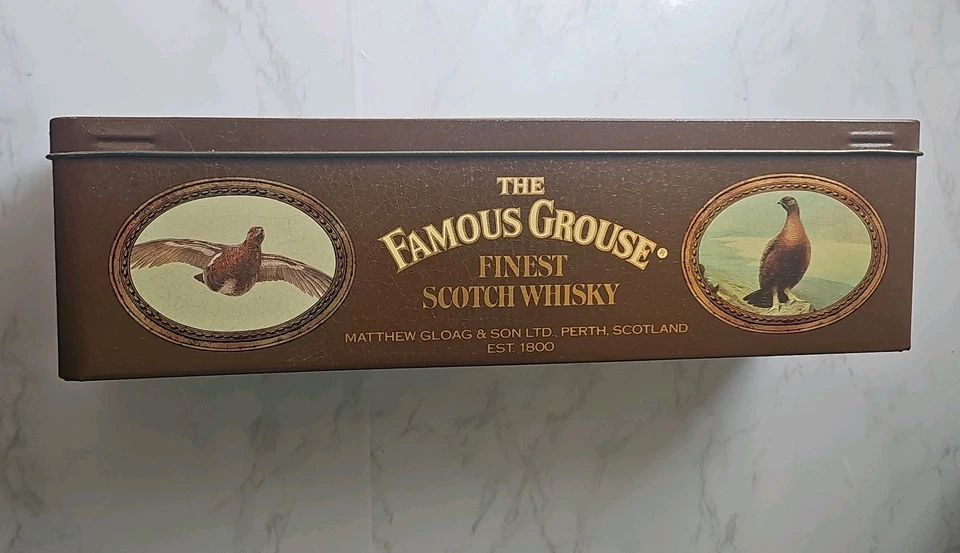 THE
FAMOUS GROUSE®
FINEST
SCOTCH WHISKY
MATTHEW GLOAG & SON LTD., PERTH, SCOTLAND
EST. 1800